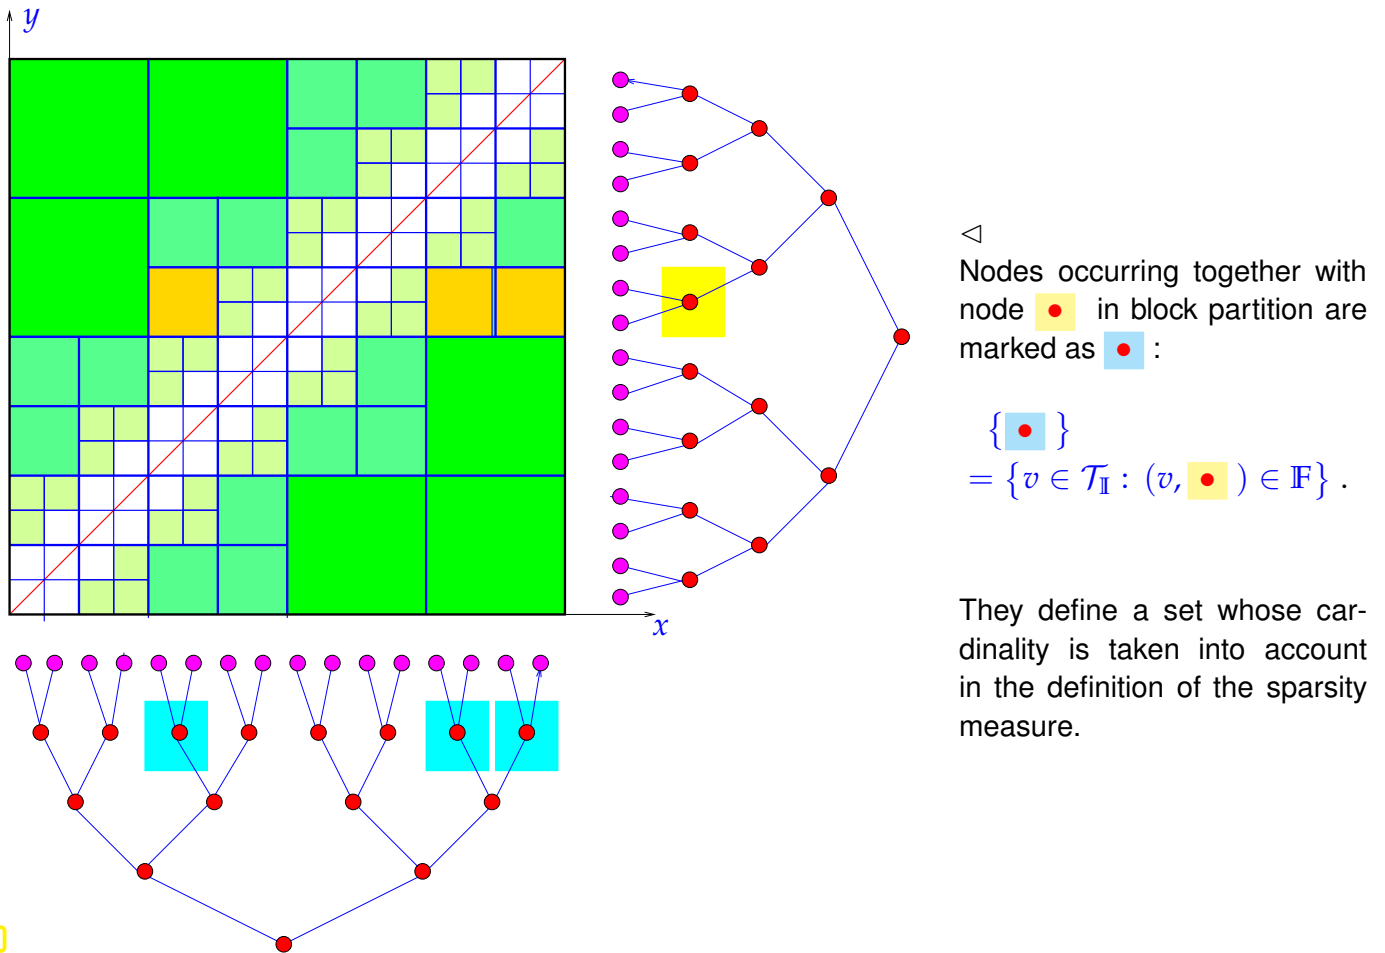 y
x
◁
Nodes occurring together with
node • in block partition are
marked as • :
{ • }
= {v ∈ 𝒯_𝕀 : (v, • ) ∈ 𝔽} .
They define a set whose car-
dinality is taken into account
in the definition of the sparsity
measure.